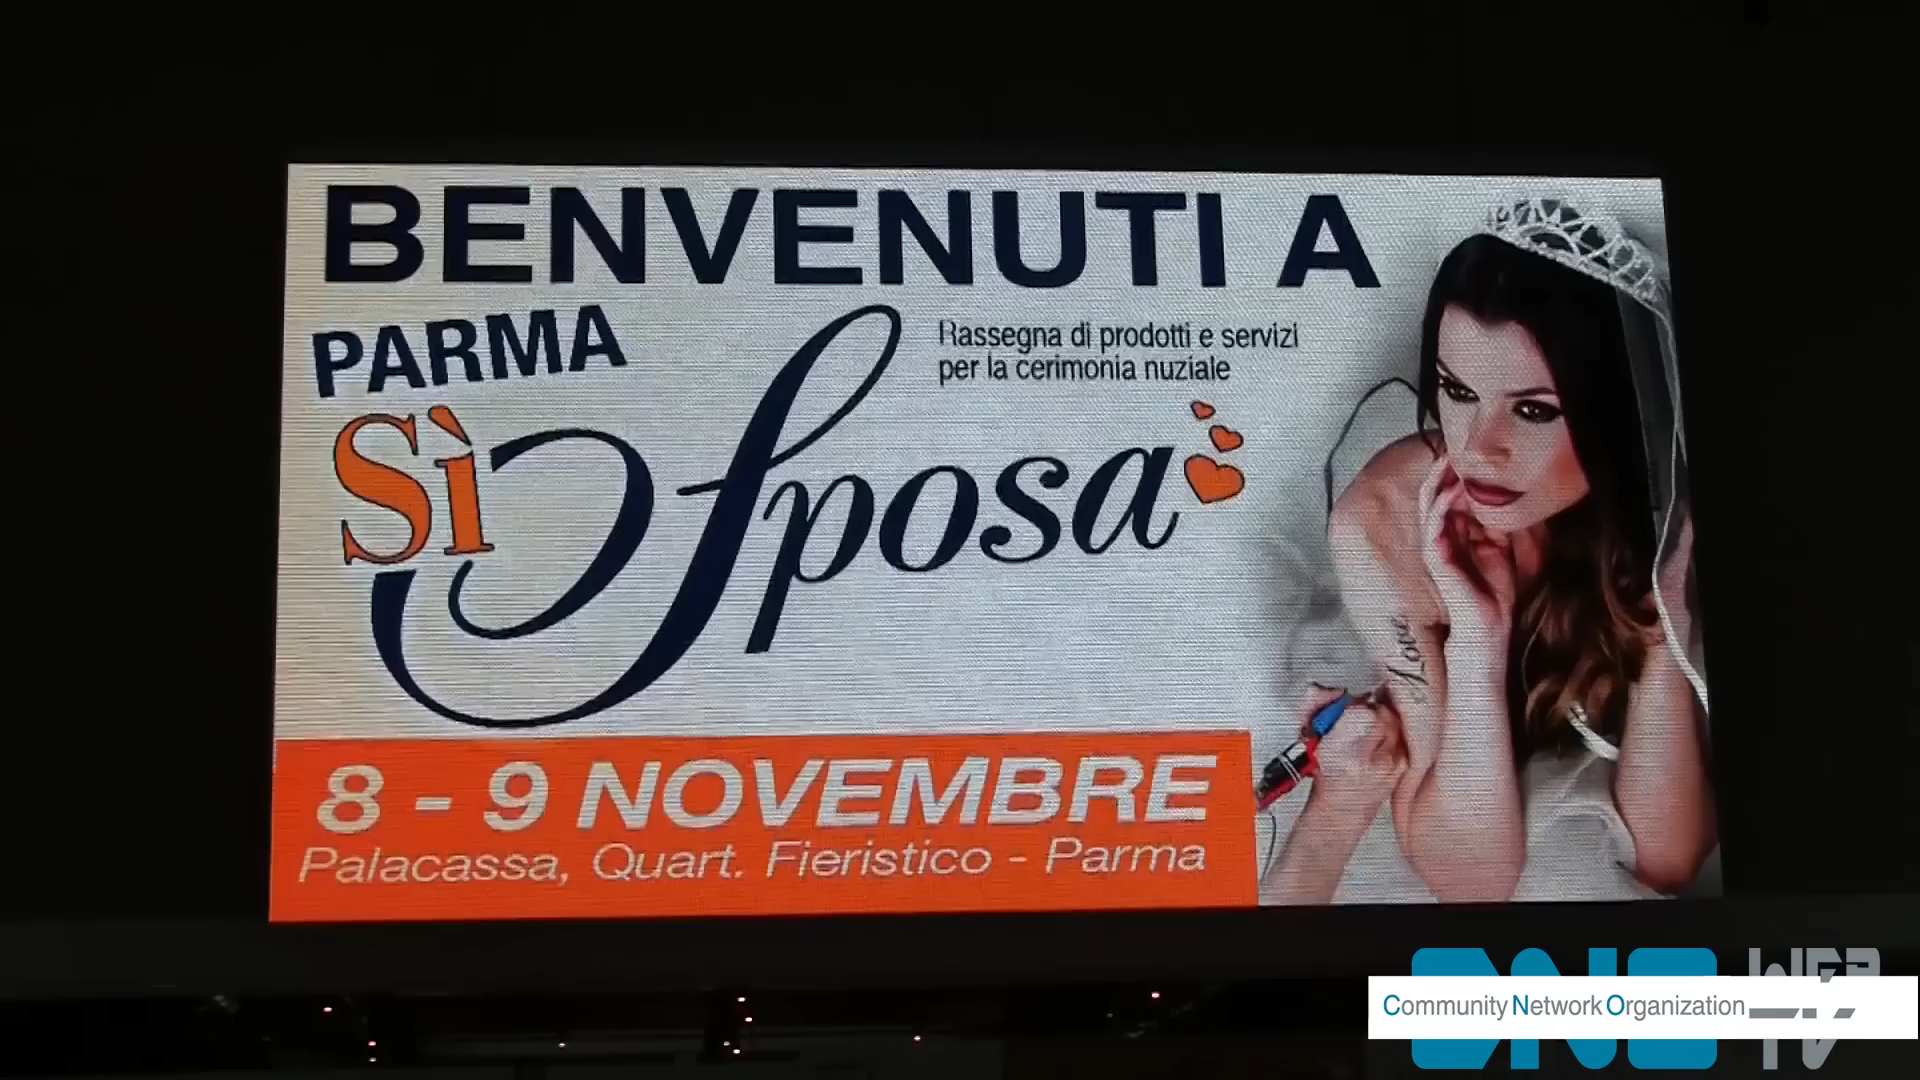 BENVENUTI A
PARMA
Sì Sposa
Rassegna di prodotti e servizi
per la cerimonia nuziale
Love
8 - 9 NOVEMBRE
Palacassa, Quart. Fieristico - Parma
Community Network Organization